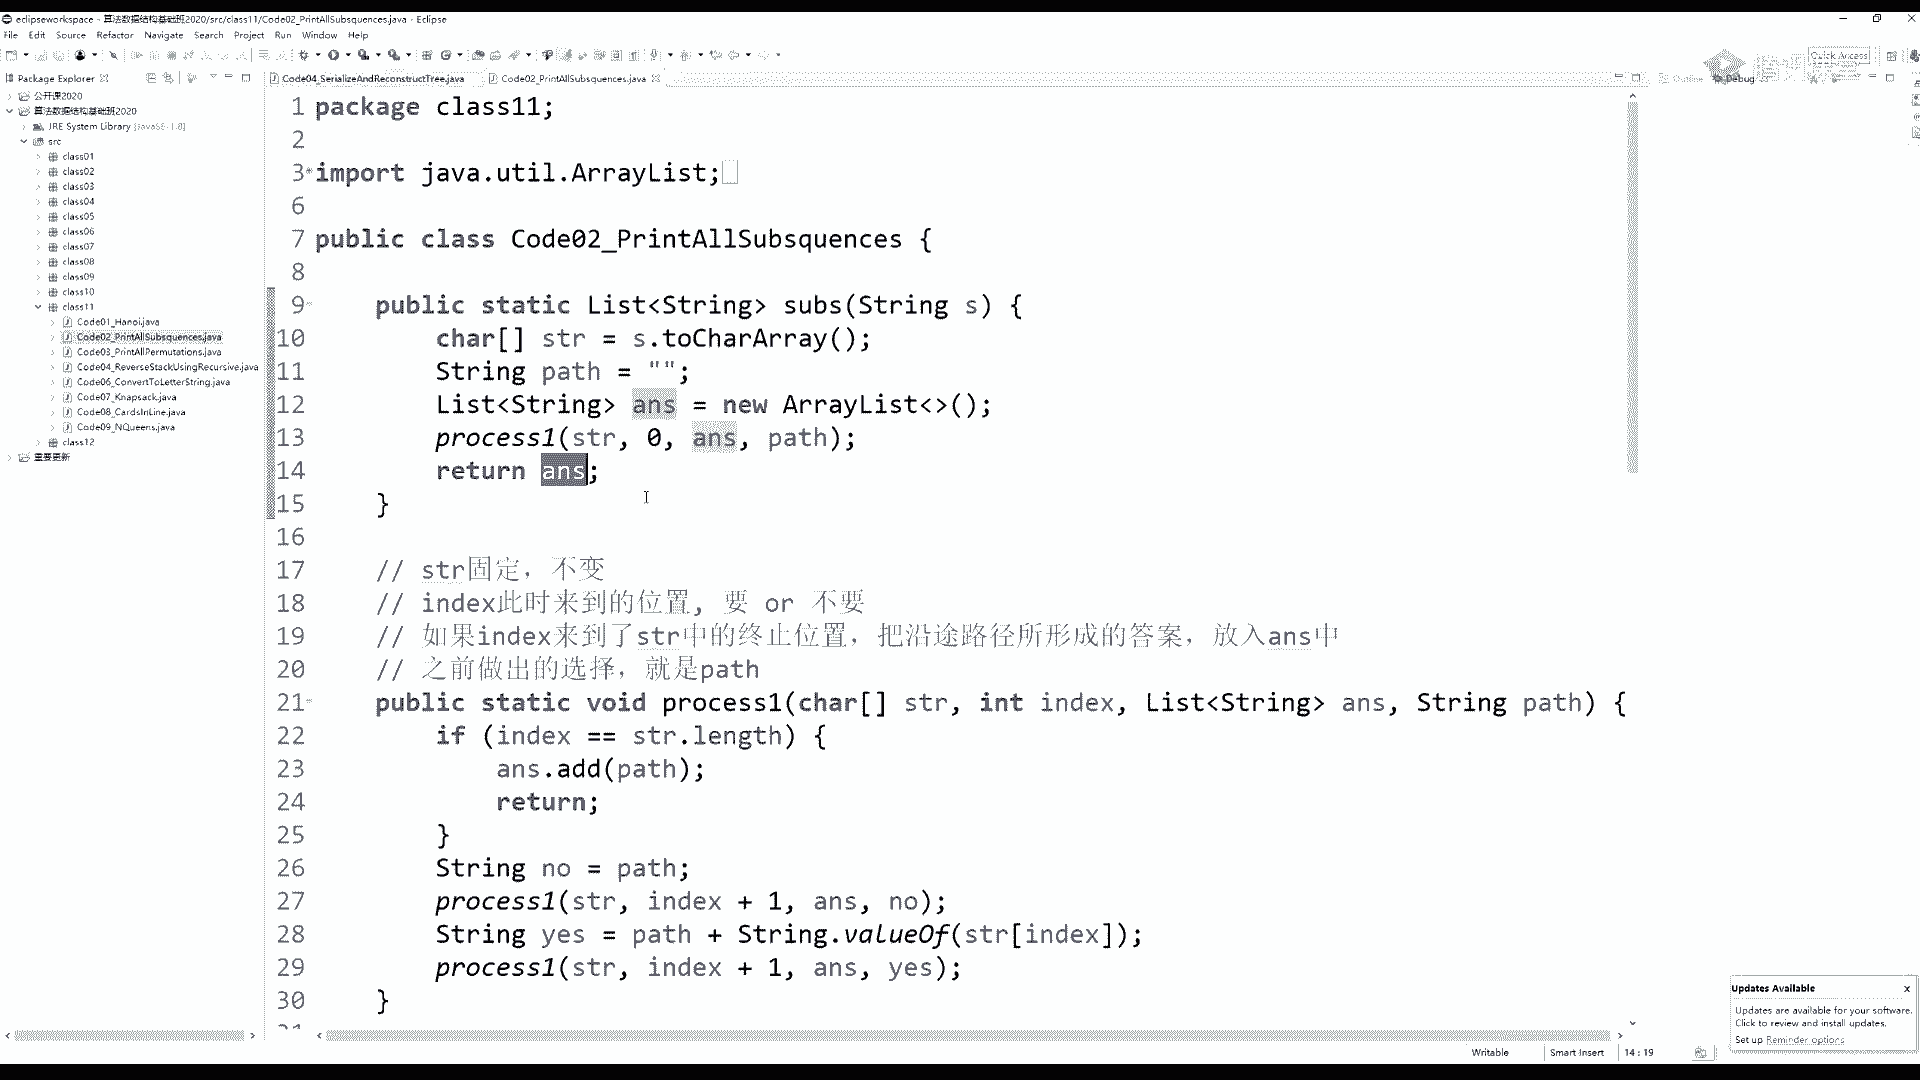 eclipseworkspace - 算法数据结构基础班2020/src/class11/Code02_PrintAllSubsquences.java - Eclipse
File Edit Source Refactor Navigate Search Project Run Window Help
Quick Access
Package Explorer
Code04_SerializeAndReconstructTree.java
Code02_PrintAllSubsquences.java
Outline
Debug
公开课2020
算法数据结构基础班2020
JRE System Library [JavaSE-1.8]
src
class01
class02
class03
class04
class05
class06
class07
class08
class09
class10
class11
Code01_Hanoi.java
Code02_PrintAllSubsquences.java
Code03_PrintAllPermutations.java
Code04_ReverseStackUsingRecursive.java
Code06_ConvertToLetterString.java
Code07_Knapsack.java
Code08_CardsInLine.java
Code09_NQueens.java
class12
重要更新
1 package class11;
2
3 import java.util.ArrayList;
6
7 public class Code02_PrintAllSubsquences {
8
9 public static List<String> subs(String s) {
10 char[] str = s.toCharArray();
11 String path = "";
12 List<String> ans = new ArrayList<>();
13 process1(str, 0, ans, path);
14 return ans;
15 }
16
17 // str固定，不变
18 // index此时来到的位置, 要 or 不要
19 // 如果index来到了str中的终止位置，把沿途路径所形成的答案，放入ans中
20 // 之前做出的选择，就是path
21 public static void process1(char[] str, int index, List<String> ans, String path) {
22 if (index == str.length) {
23 ans.add(path);
24 return;
25 }
26 String no = path;
27 process1(str, index + 1, ans, no);
28 String yes = path + String.valueOf(str[index]);
29 process1(str, index + 1, ans, yes);
30 }
Updates Available
Updates are available for your software.
Click to review and install updates.
Set up Reminder options
Writable Smart Insert 14 : 19